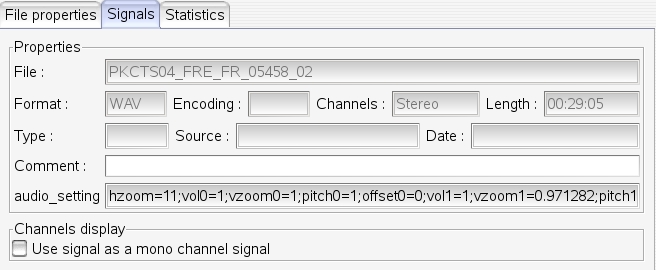 File properties Signals Statistics
Properties
File : PKCTS04_FRE_FR_05458_02
Format : WAV Encoding : Channels : Stereo Length : 00:29:05
Type : Source : Date :
Comment :
audio_setting hzoom=11;vol0=1;vzoom0=1;pitch0=1;offset0=0;vol1=1;vzoom1=0.971282;pitch1
Channels display
Use signal as a mono channel signal